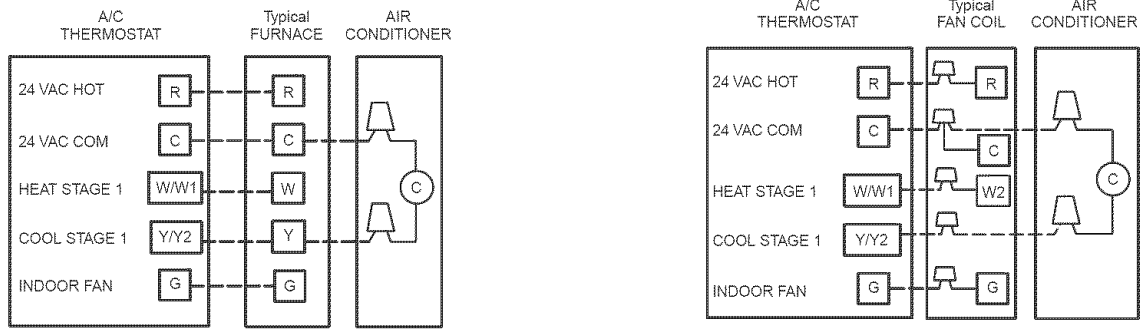 A/C Typical AIR
THERMOSTAT FURNACE CONDITIONER
24 VAC HOT R R
24 VAC COM C C
C
HEAT STAGE 1 W/W1 W
COOL STAGE 1 Y/Y2 Y
INDOOR FAN G G
A/C Typical AIR
THERMOSTAT FAN COIL CONDITIONER
24 VAC HOT R R
24 VAC COM C
C
C
HEAT STAGE 1 W/W1 W2
COOL STAGE 1 Y/Y2
INDOOR FAN G G